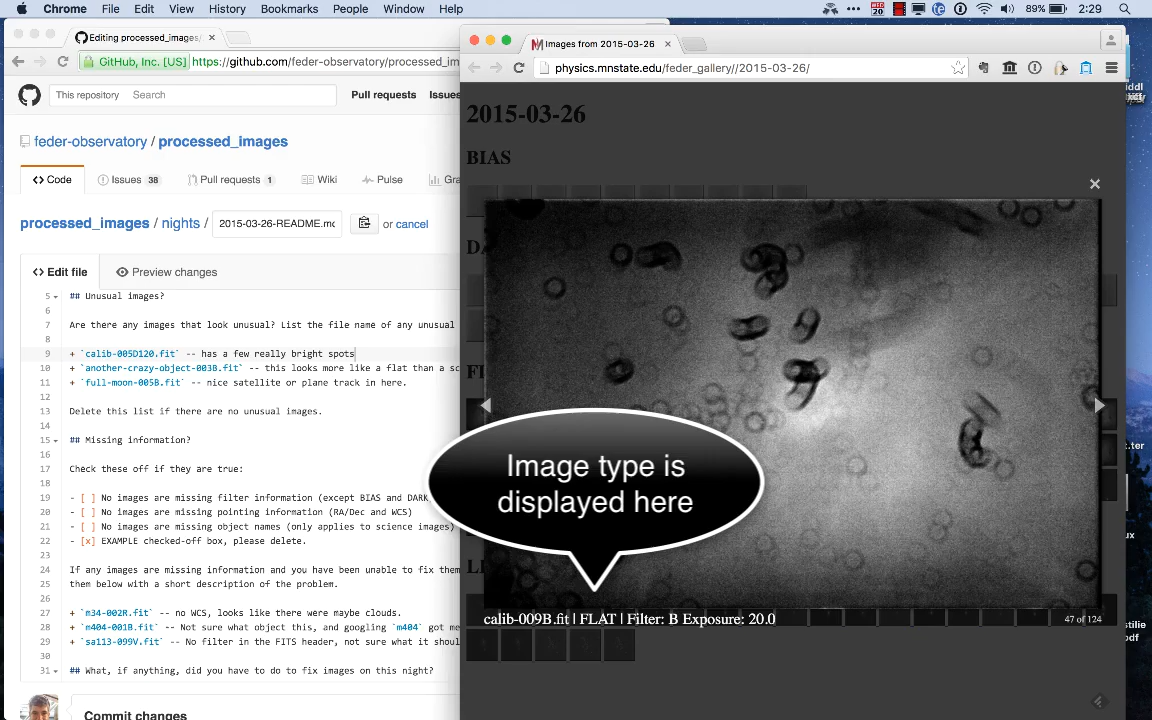 Chrome File Edit View History Bookmarks People Window Help WED 20 89% 2:29
Editing processed_images/
GitHub, Inc. [US] https://github.com/feder-observatory/processed_im
This repository Search Pull requests Issues
feder-observatory / processed_images
Code Issues 38 Pull requests 1 Wiki Pulse Gra
processed_images / nights / 2015-03-26-README.mc or cancel
Edit file Preview changes
5 ## Unusual images?
6
7 Are there any images that look unusual? List the file name of any unusual
8
9 + `calib-005D120.fit` -- has a few really bright spots
10 + `another-crazy-object-003B.fit` -- this looks more like a flat than a sc
11 + `full-moon-005B.fit` -- nice satellite or plane track in here.
12
13 Delete this list if there are no unusual images.
14
15 ## Missing information?
16
17 Check these off if they are true:
18
19 - [ ] No images are missing filter information (except BIAS and DARK
20 - [ ] No images are missing pointing information (RA/Dec and WCS)
21 - [ ] No images are missing object names (only applies to science images)
22 - [x] EXAMPLE checked-off box, please delete.
23
24 If any images are missing information and you have been unable to fix them
25 them below with a short description of the problem.
26
27 + `m34-002R.fit` -- no WCS, looks like there were maybe clouds.
28 + `m404-001B.fit` -- Not sure what object this, and googling `m404` got me
29 + `sa113-099V.fit` -- No filter in the FITS header, not sure what it shoul
30
31 ## What, if anything, did you have to do to fix images on this night?
Commit changes
Images from 2015-03-26
physics.mnstate.edu/feder_gallery//2015-03-26/
2015-03-26
BIAS
Image type is
displayed here
calib-009B.fit | FLAT | Filter: B Exposure: 20.0
47 of 124